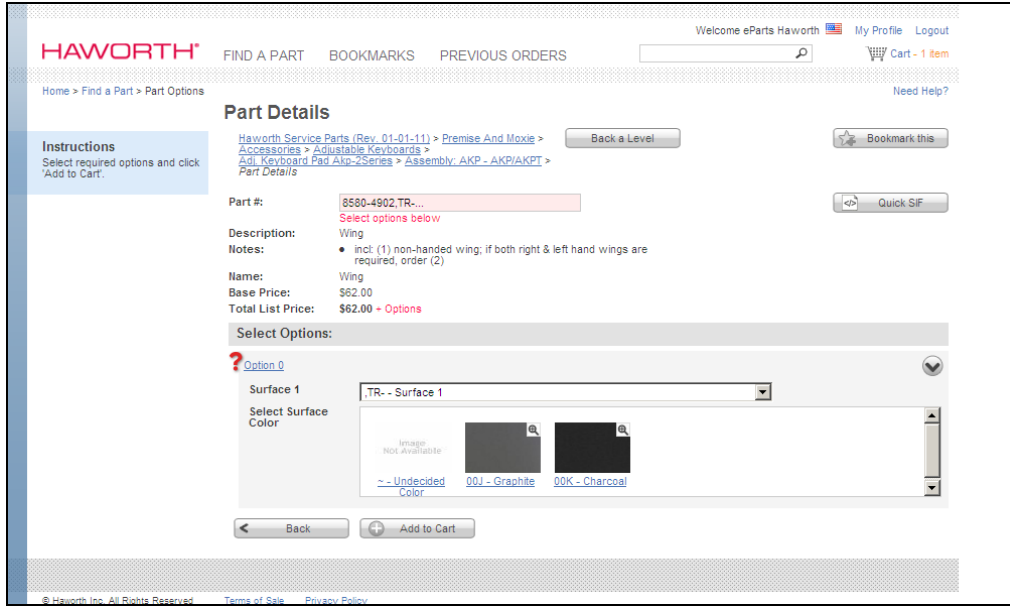 Welcome eParts Haworth My Profile Logout
HAWORTH®
FIND A PART BOOKMARKS PREVIOUS ORDERS
Cart - 1 item
Home > Find a Part > Part Options
Need Help?
Part Details
Instructions
Select required options and click
'Add to Cart'.
Haworth Service Parts (Rev. 01-01-11) > Premise And Moxie >
Accessories > Adjustable Keyboards >
Adj. Keyboard Pad Akp-2Series > Assembly: AKP - AKP/AKPT >
Part Details
Back a Level
Bookmark this
Part #: 8580-4902,TR-...
Select options below
Quick SIF
Description: Wing
Notes: • incl: (1) non-handed wing; if both right & left hand wings are
required, order (2)
Name: Wing
Base Price: $62.00
Total List Price: $62.00 + Options
Select Options:
? Option 0
Surface 1 ,TR- - Surface 1
Select Surface
Color
Image
Not Available
~ - Undecided
Color
00J - Graphite
00K - Charcoal
Back
Add to Cart
© Haworth Inc. All Rights Reserved Terms of Sale Privacy Policy